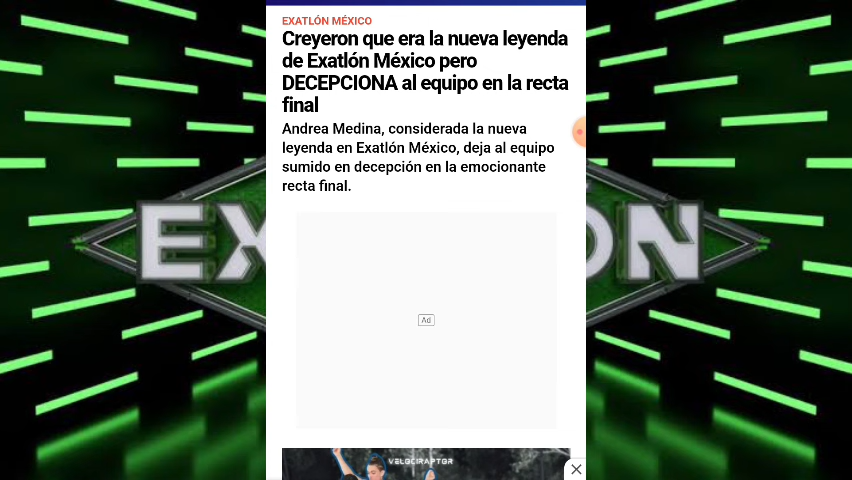 EXATLÓN MÉXICO
Creyeron que era la nueva leyenda
de Exatlón México pero
DECEPCIONA al equipo en la recta
final
Andrea Medina, considerada la nueva
leyenda en Exatlón México, deja al equipo
sumido en decepción en la emocionante
recta final.
EX
ON
Ad
VELOCIRAPTOR